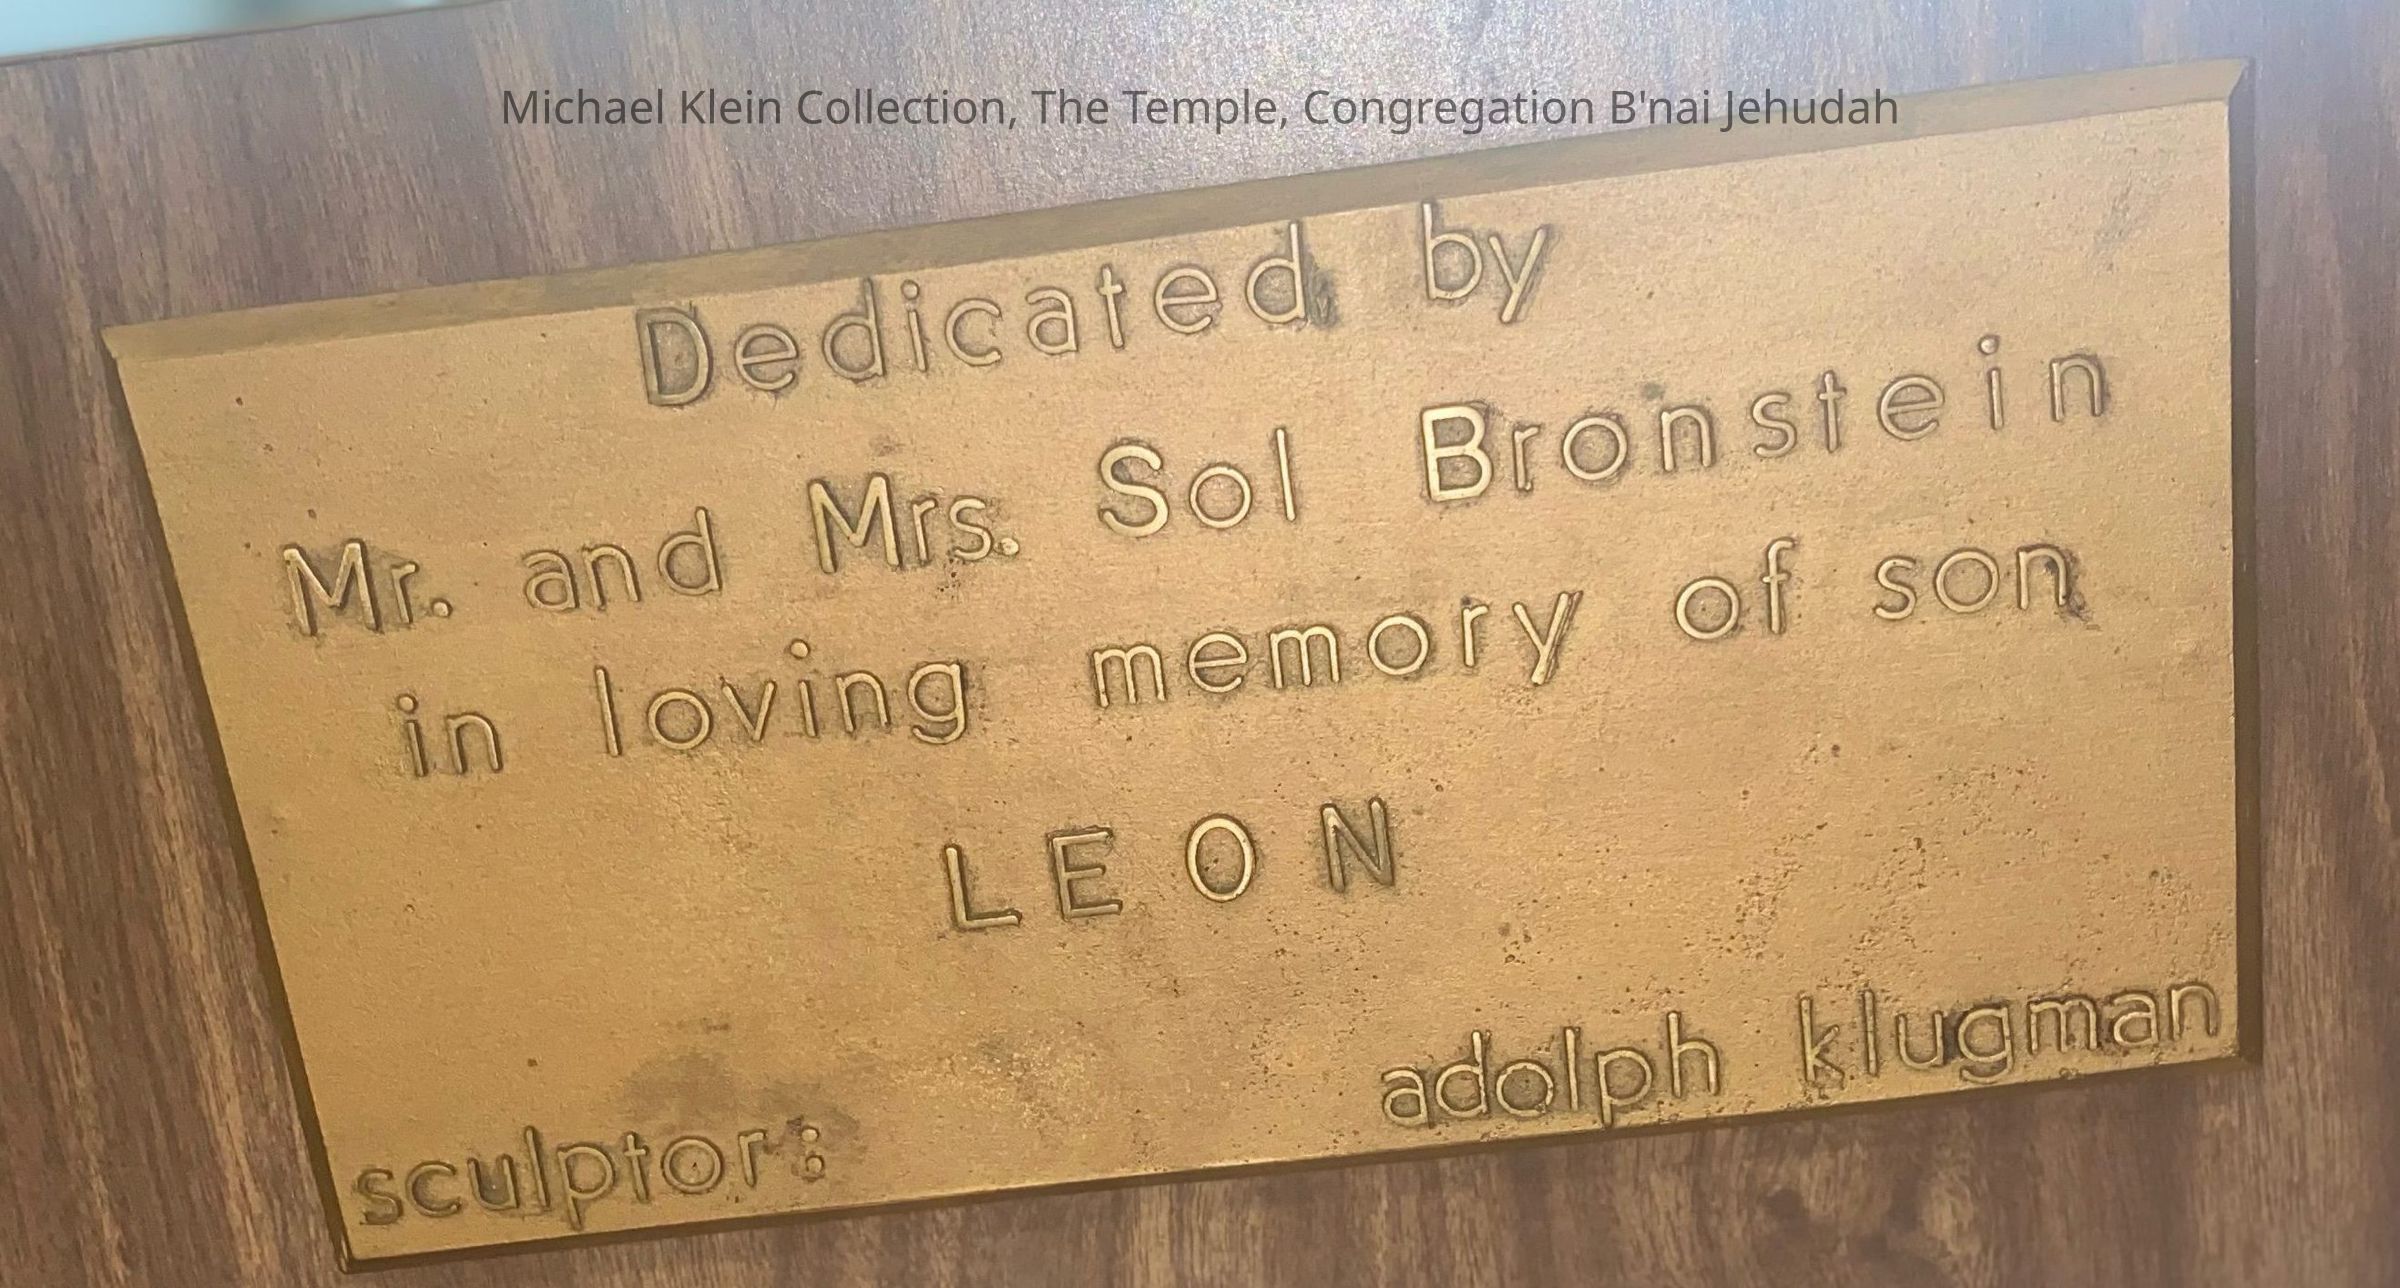 Michael Klein Collection, The Temple, Congregation B'nai Jehudah
Dedicated by
Mr. and Mrs. Sol Bronstein
in loving memory of son
LEON
sculptor: adolph klugman